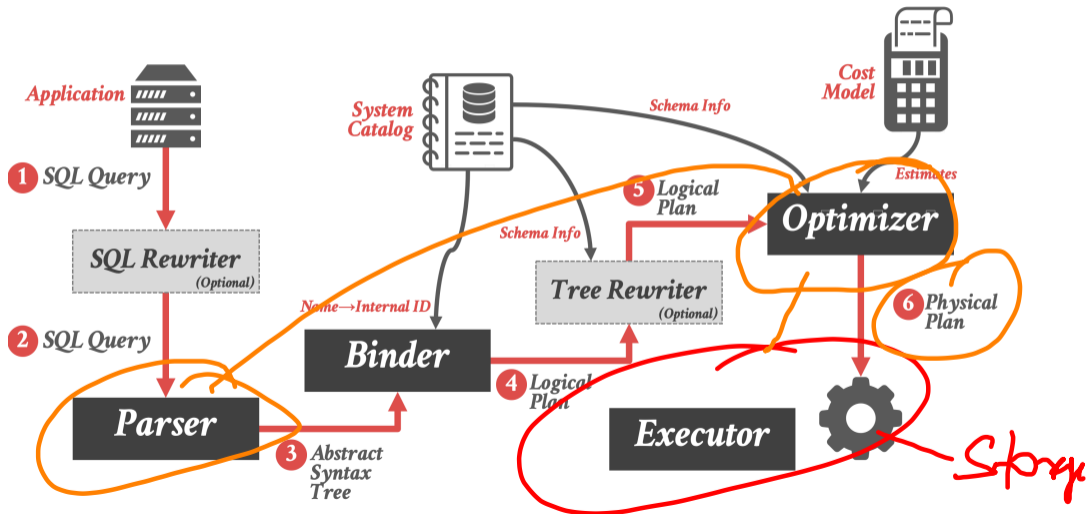 Application
1 SQL Query
SQL Rewriter
(Optional)
2 SQL Query
Parser
3 Abstract
Syntax
Tree
System
Catalog
Name→Internal ID
Binder
4 Logical
Plan
Schema Info
Tree Rewriter
(Optional)
5 Logical
Plan
Schema Info
Cost
Model
Estimates
Optimizer
6 Physical
Plan
Executor
Storage